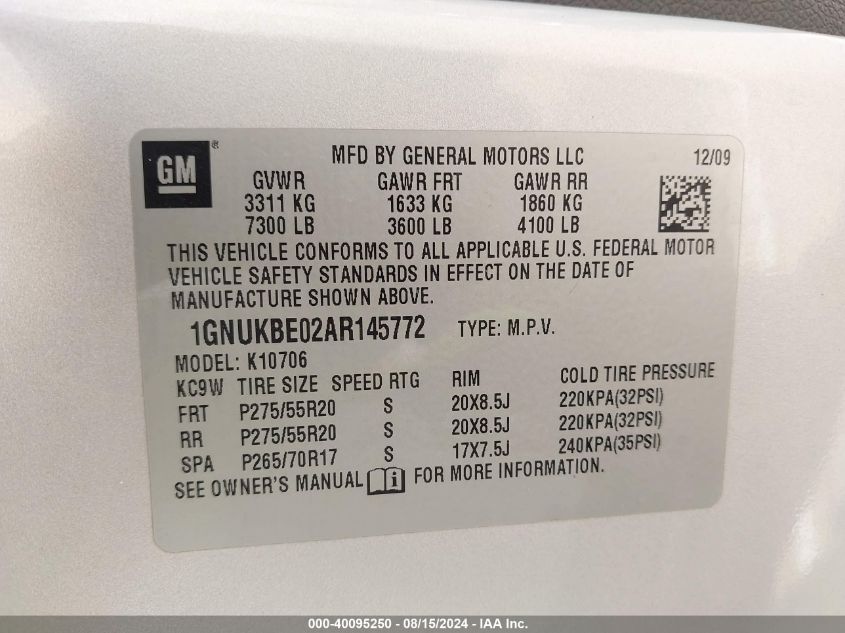 GM ® MFD BY GENERAL MOTORS LLC 12/09
GVWR GAWR FRT GAWR RR
3311 KG 1633 KG 1860 KG
7300 LB 3600 LB 4100 LB
THIS VEHICLE CONFORMS TO ALL APPLICABLE U.S. FEDERAL MOTOR
VEHICLE SAFETY STANDARDS IN EFFECT ON THE DATE OF
MANUFACTURE SHOWN ABOVE.
1GNUKBE02AR145772 TYPE: M.P.V.
MODEL: K10706
KC9W TIRE SIZE SPEED RTG RIM COLD TIRE PRESSURE
FRT P275/55R20 S 20X8.5J 220KPA(32PSI)
RR P275/55R20 S 20X8.5J 220KPA(32PSI)
SPA P265/70R17 S 17X7.5J 240KPA(35PSI)
SEE OWNER'S MANUAL i FOR MORE INFORMATION.
000-40095250 - 08/15/2024 - IAA Inc.